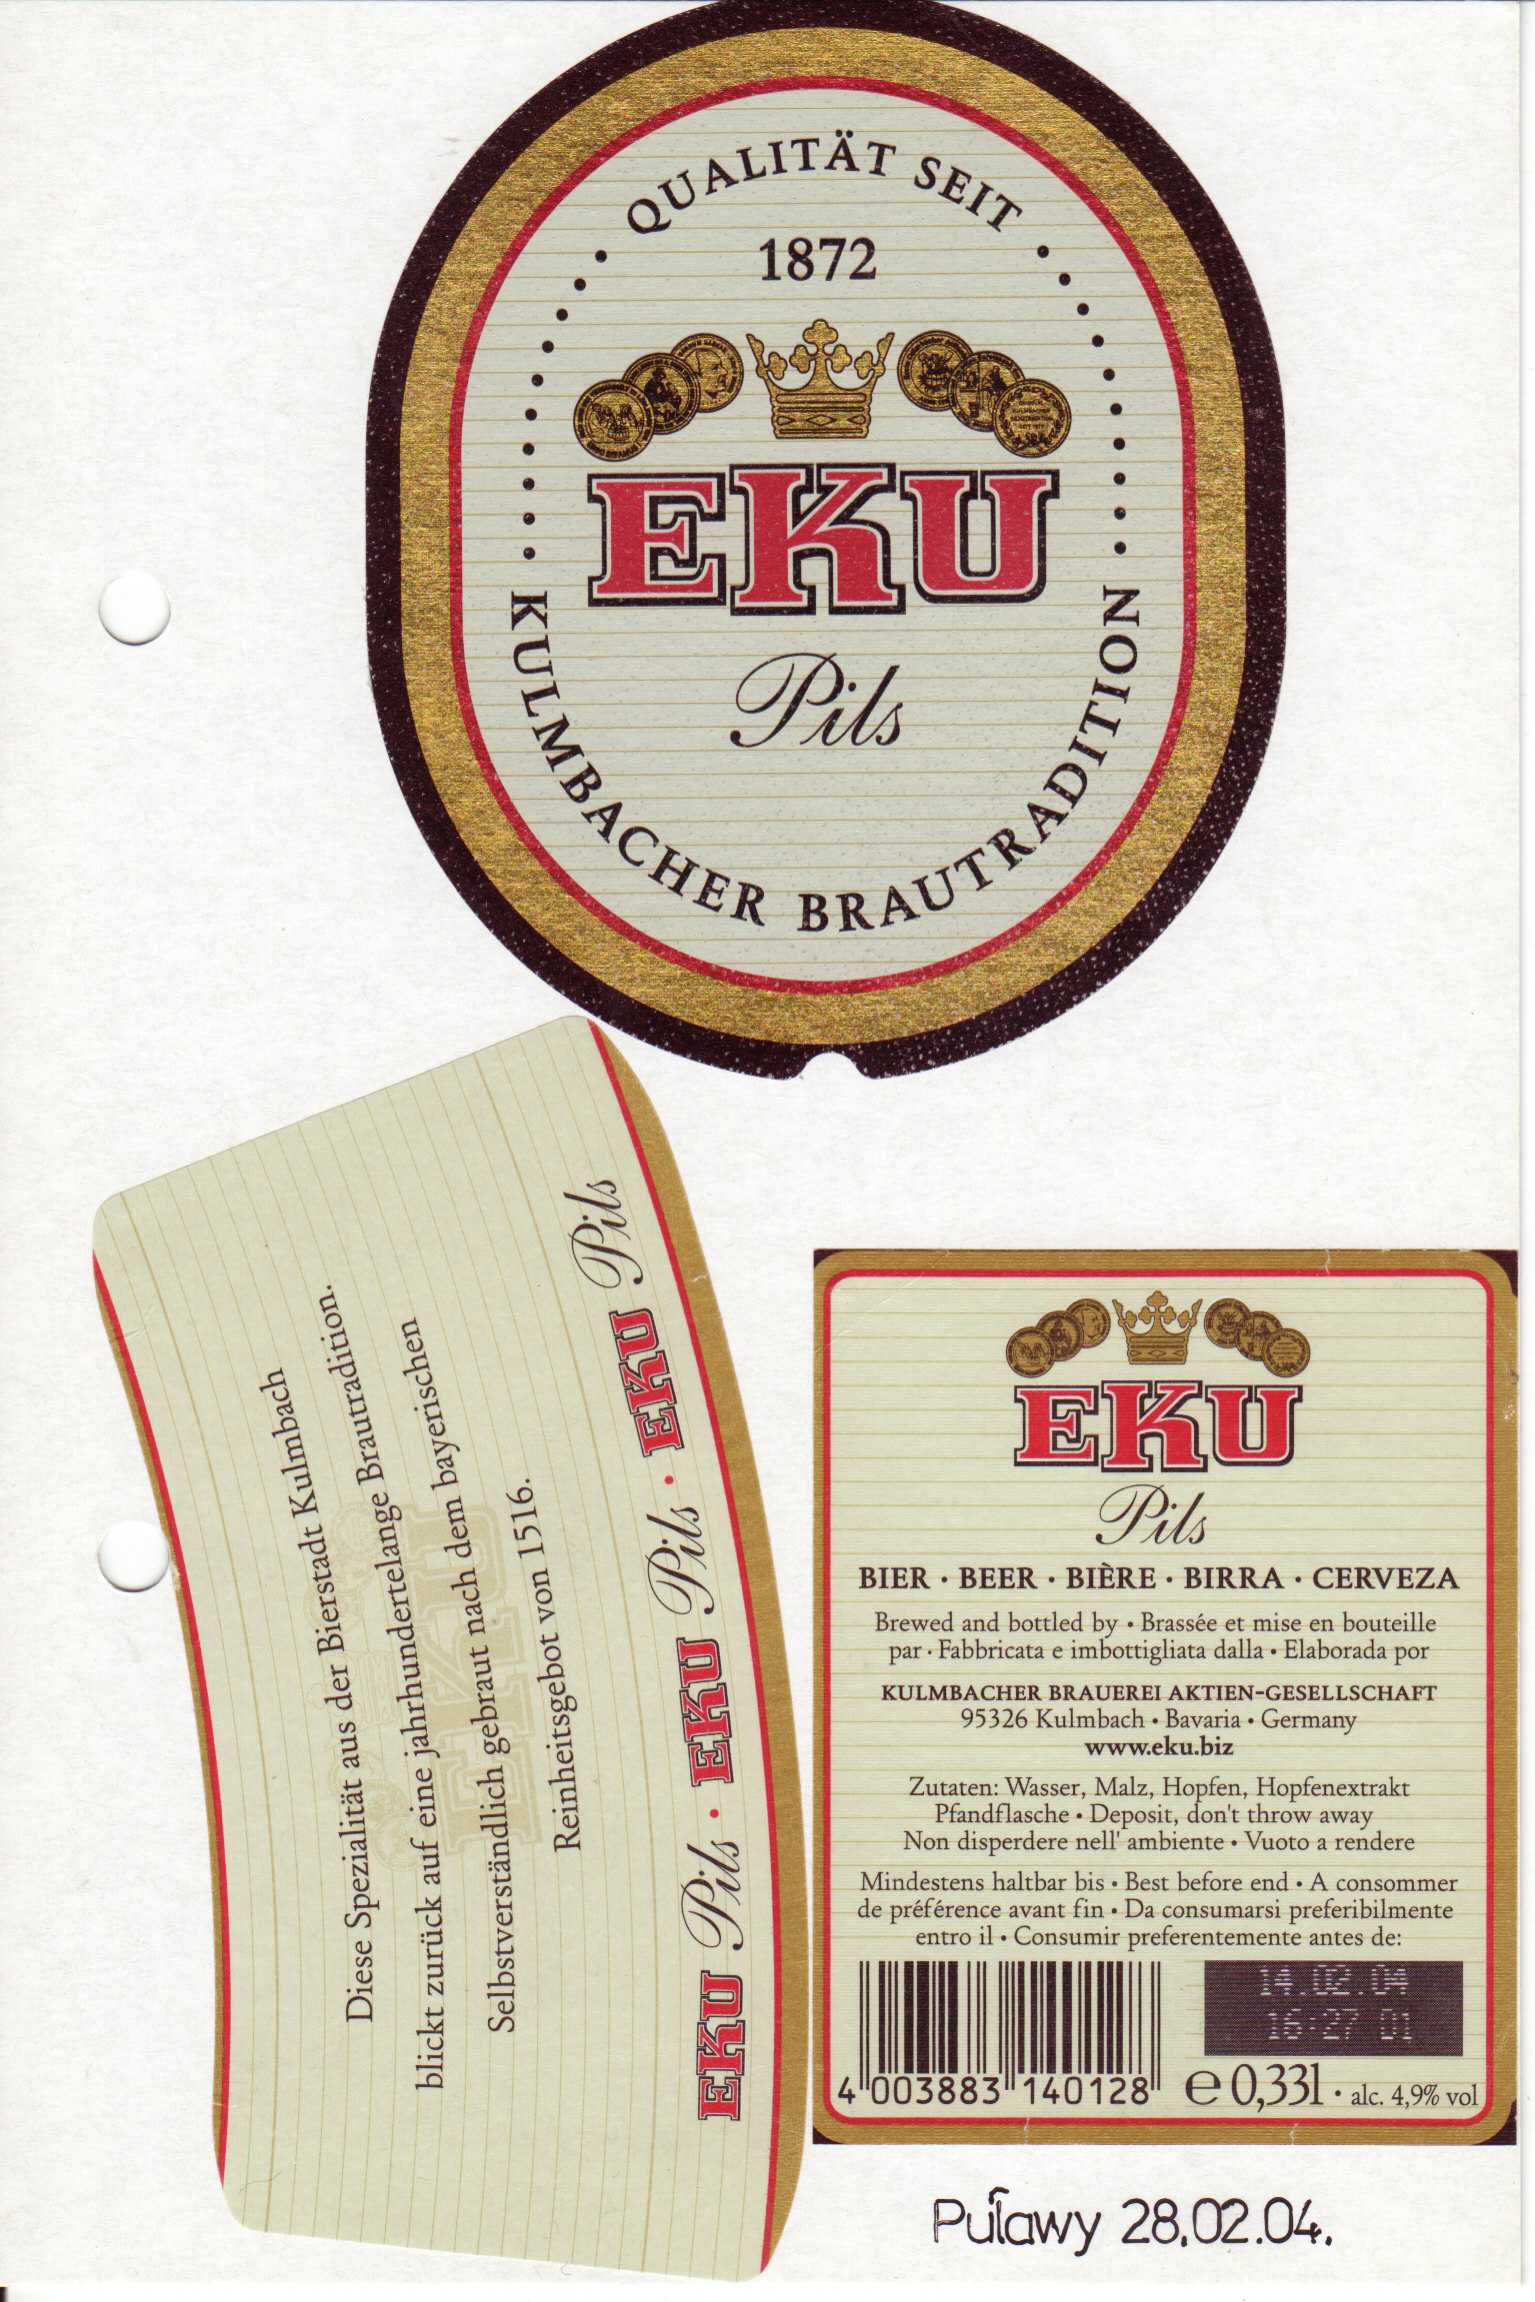 QUALITÄT SEIT
1872
EKU
Pils
KULMBACHER BRAUTRADITION
Diese Spezialität aus der Bierstadt Kulmbach
blickt zurück auf eine jahrhundertelange Brautradition.
Selbstverständlich gebraut nach dem bayerischen
Reinheitsgebot von 1516.
EKU Pils · EKU Pils · EKU Pils
EKU
Pils
BIER · BEER · BIÈRE · BIRRA · CERVEZA
Brewed and bottled by • Brassée et mise en bouteille
par · Fabbricata e imbottigliata dalla • Elaborada por
KULMBACHER BRAUEREI AKTIEN-GESELLSCHAFT
95326 Kulmbach • Bavaria • Germany
www.eku.biz
Zutaten: Wasser, Malz, Hopfen, Hopfenextrakt
Pfandflasche • Deposit, don't throw away
Non disperdere nell' ambiente • Vuoto a rendere
Mindestens haltbar bis • Best before end • A consommer
de préférence avant fin • Da consumarsi preferibilmente
entro il • Consumir preferentemente antes de:
14.02.04
16:27 01
4 003883 140128
e 0,33l · alc. 4,9% vol
Puławy 28.02.04.